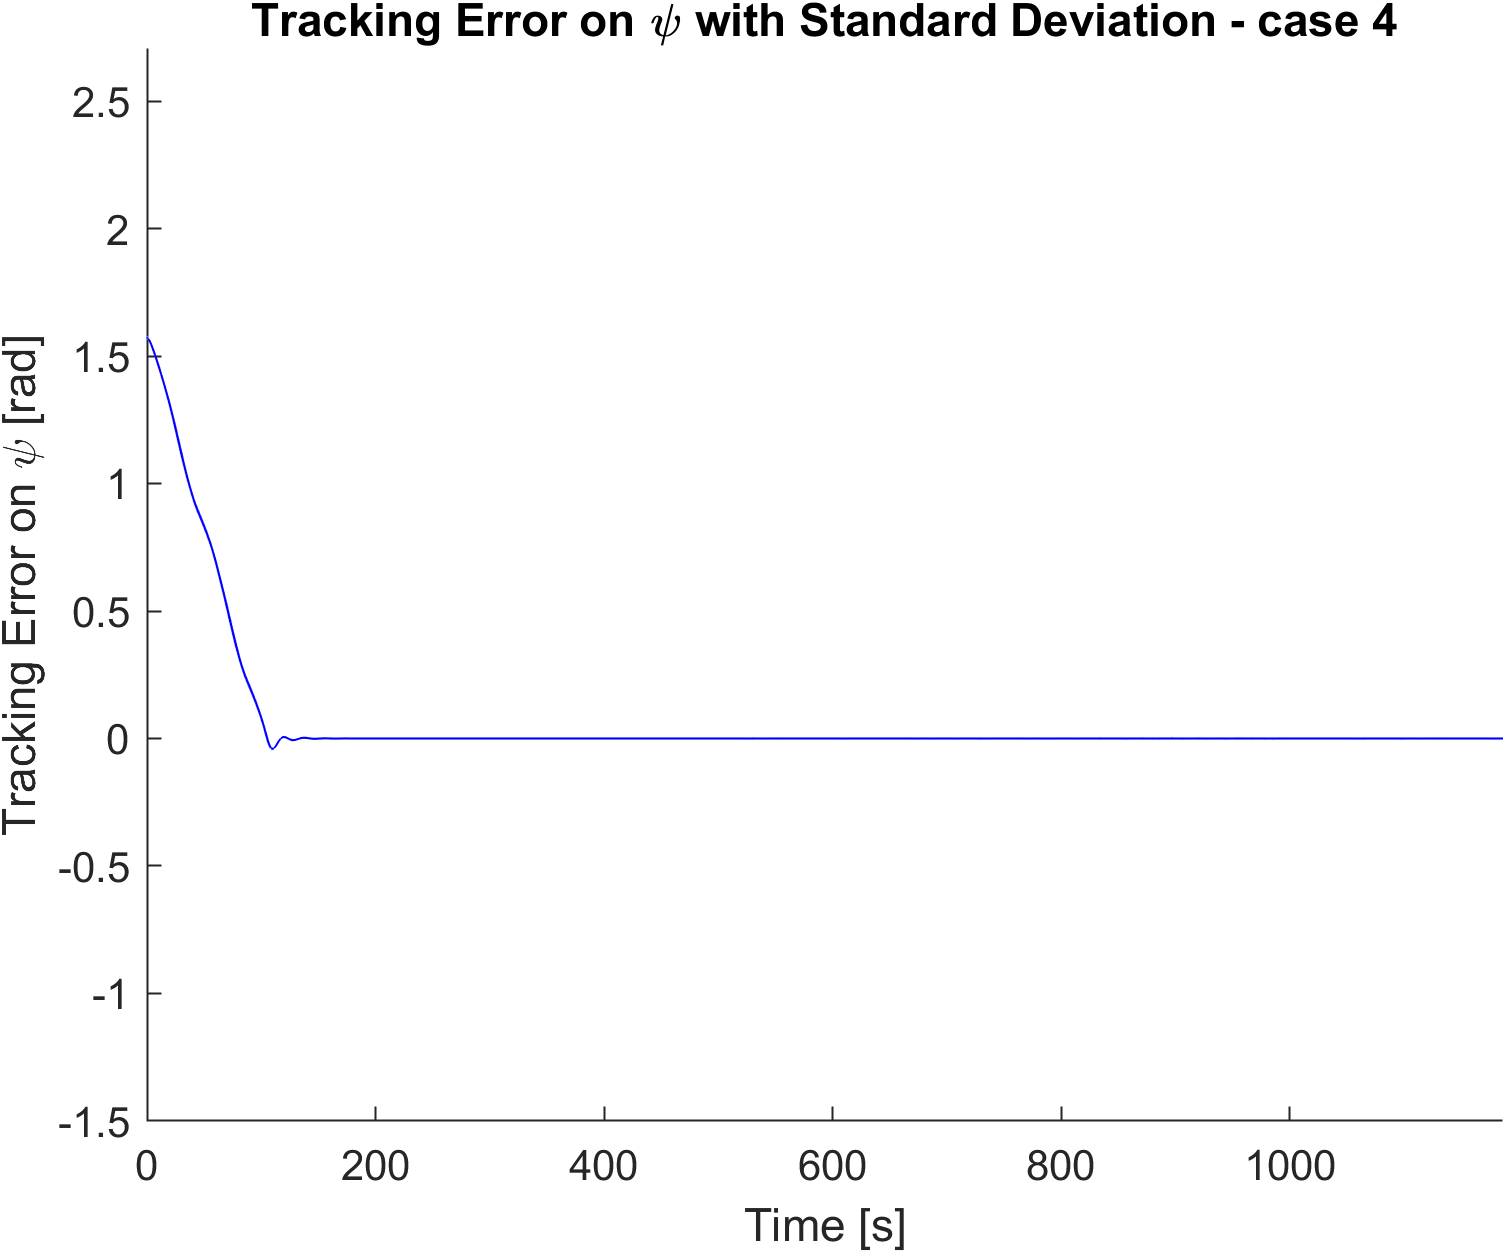 Tracking Error on ψ with Standard Deviation - case 4
Tracking Error on ψ [rad]
2.5
2
1.5
1
0.5
0
-0.5
-1
-1.5
0 200 400 600 800 1000
Time [s]